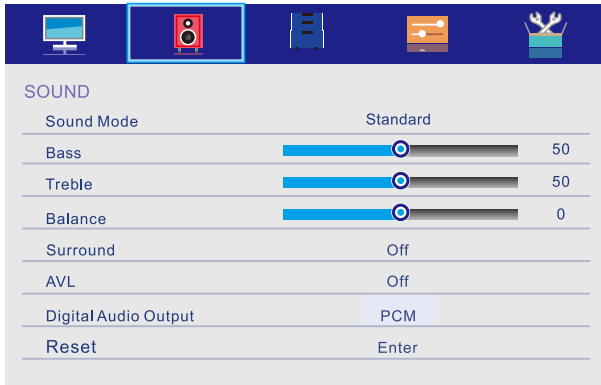 SOUND
Sound Mode Standard
Bass 50
Treble 50
Balance 0
Surround Off
AVL Off
Digital Audio Output PCM
Reset Enter